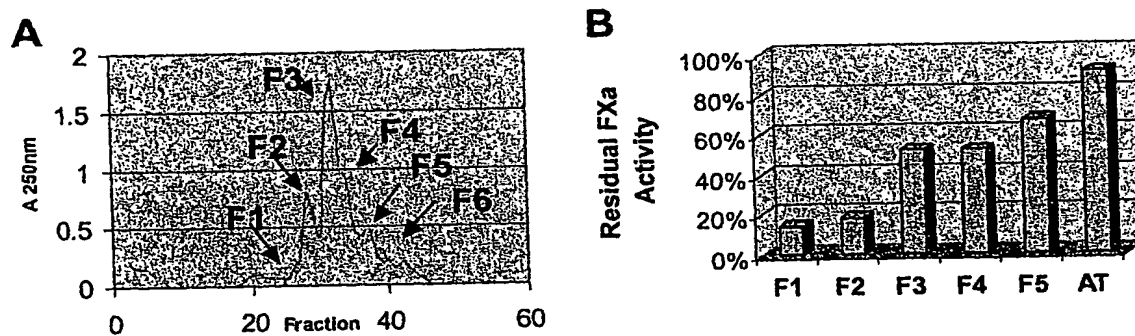 A
A 250nm
2
1.5
1
0.5
0
F1
F2
F3
F4
F5
F6
0
20
Fraction
40
60
B
Residual FXa
Activity
100%
80%
60%
40%
20%
0%
F1
F2
F3
F4
F5
AT